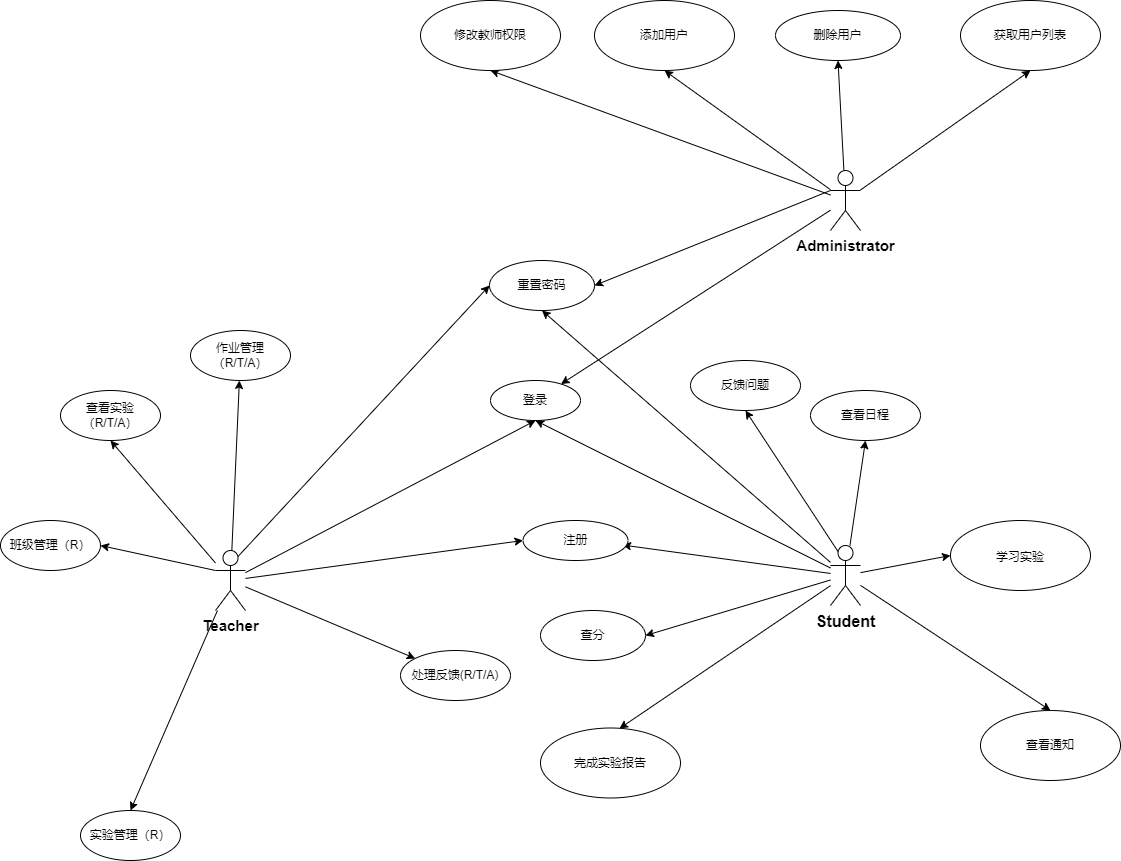 修改教师权限
添加用户
删除用户
获取用户列表
Administrator
重置密码
作业管理
（R/T/A）
反馈问题
登录
查看实验
（R/T/A）
查看日程
班级管理（R）
注册
学习实验
Teacher
Student
查分
处理反馈(R/T/A)
查看通知
完成实验报告
实验管理（R）